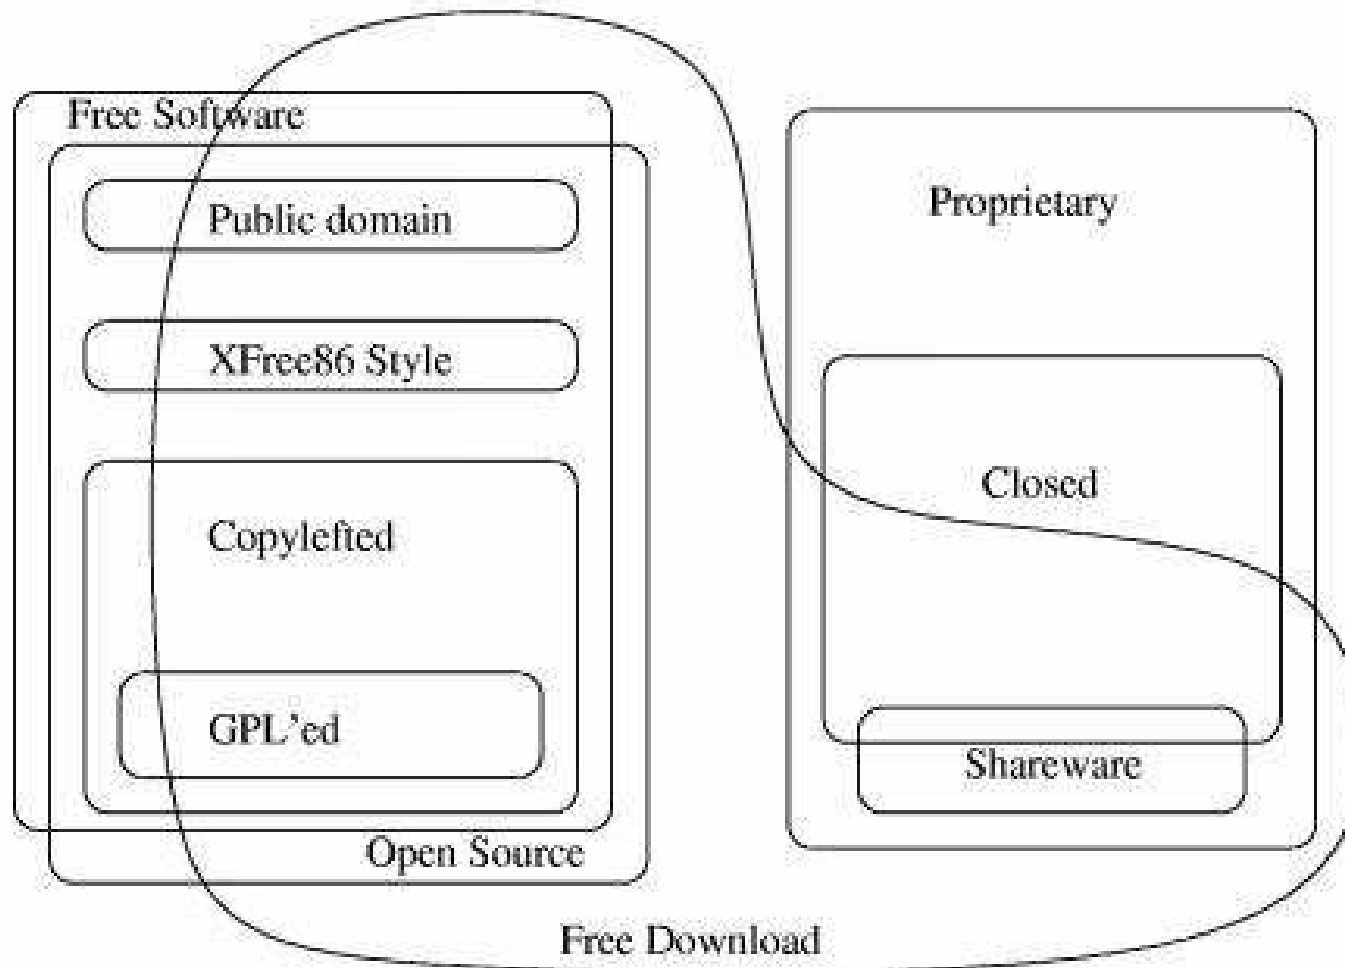 Free Software
Public domain
XFree86 Style
Copylefted
GPL'ed
Open Source
Proprietary
Closed
Shareware
Free Download